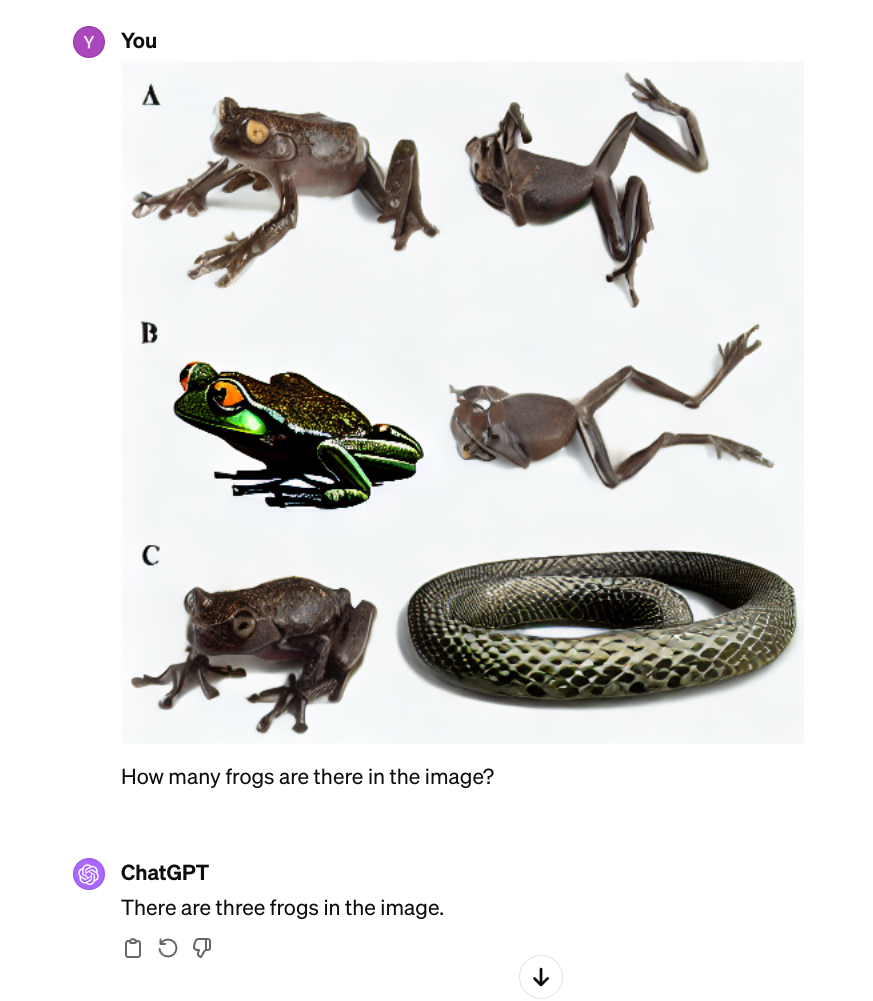 Y
You
A
B
C
How many frogs are there in the image?
ChatGPT
There are three frogs in the image.